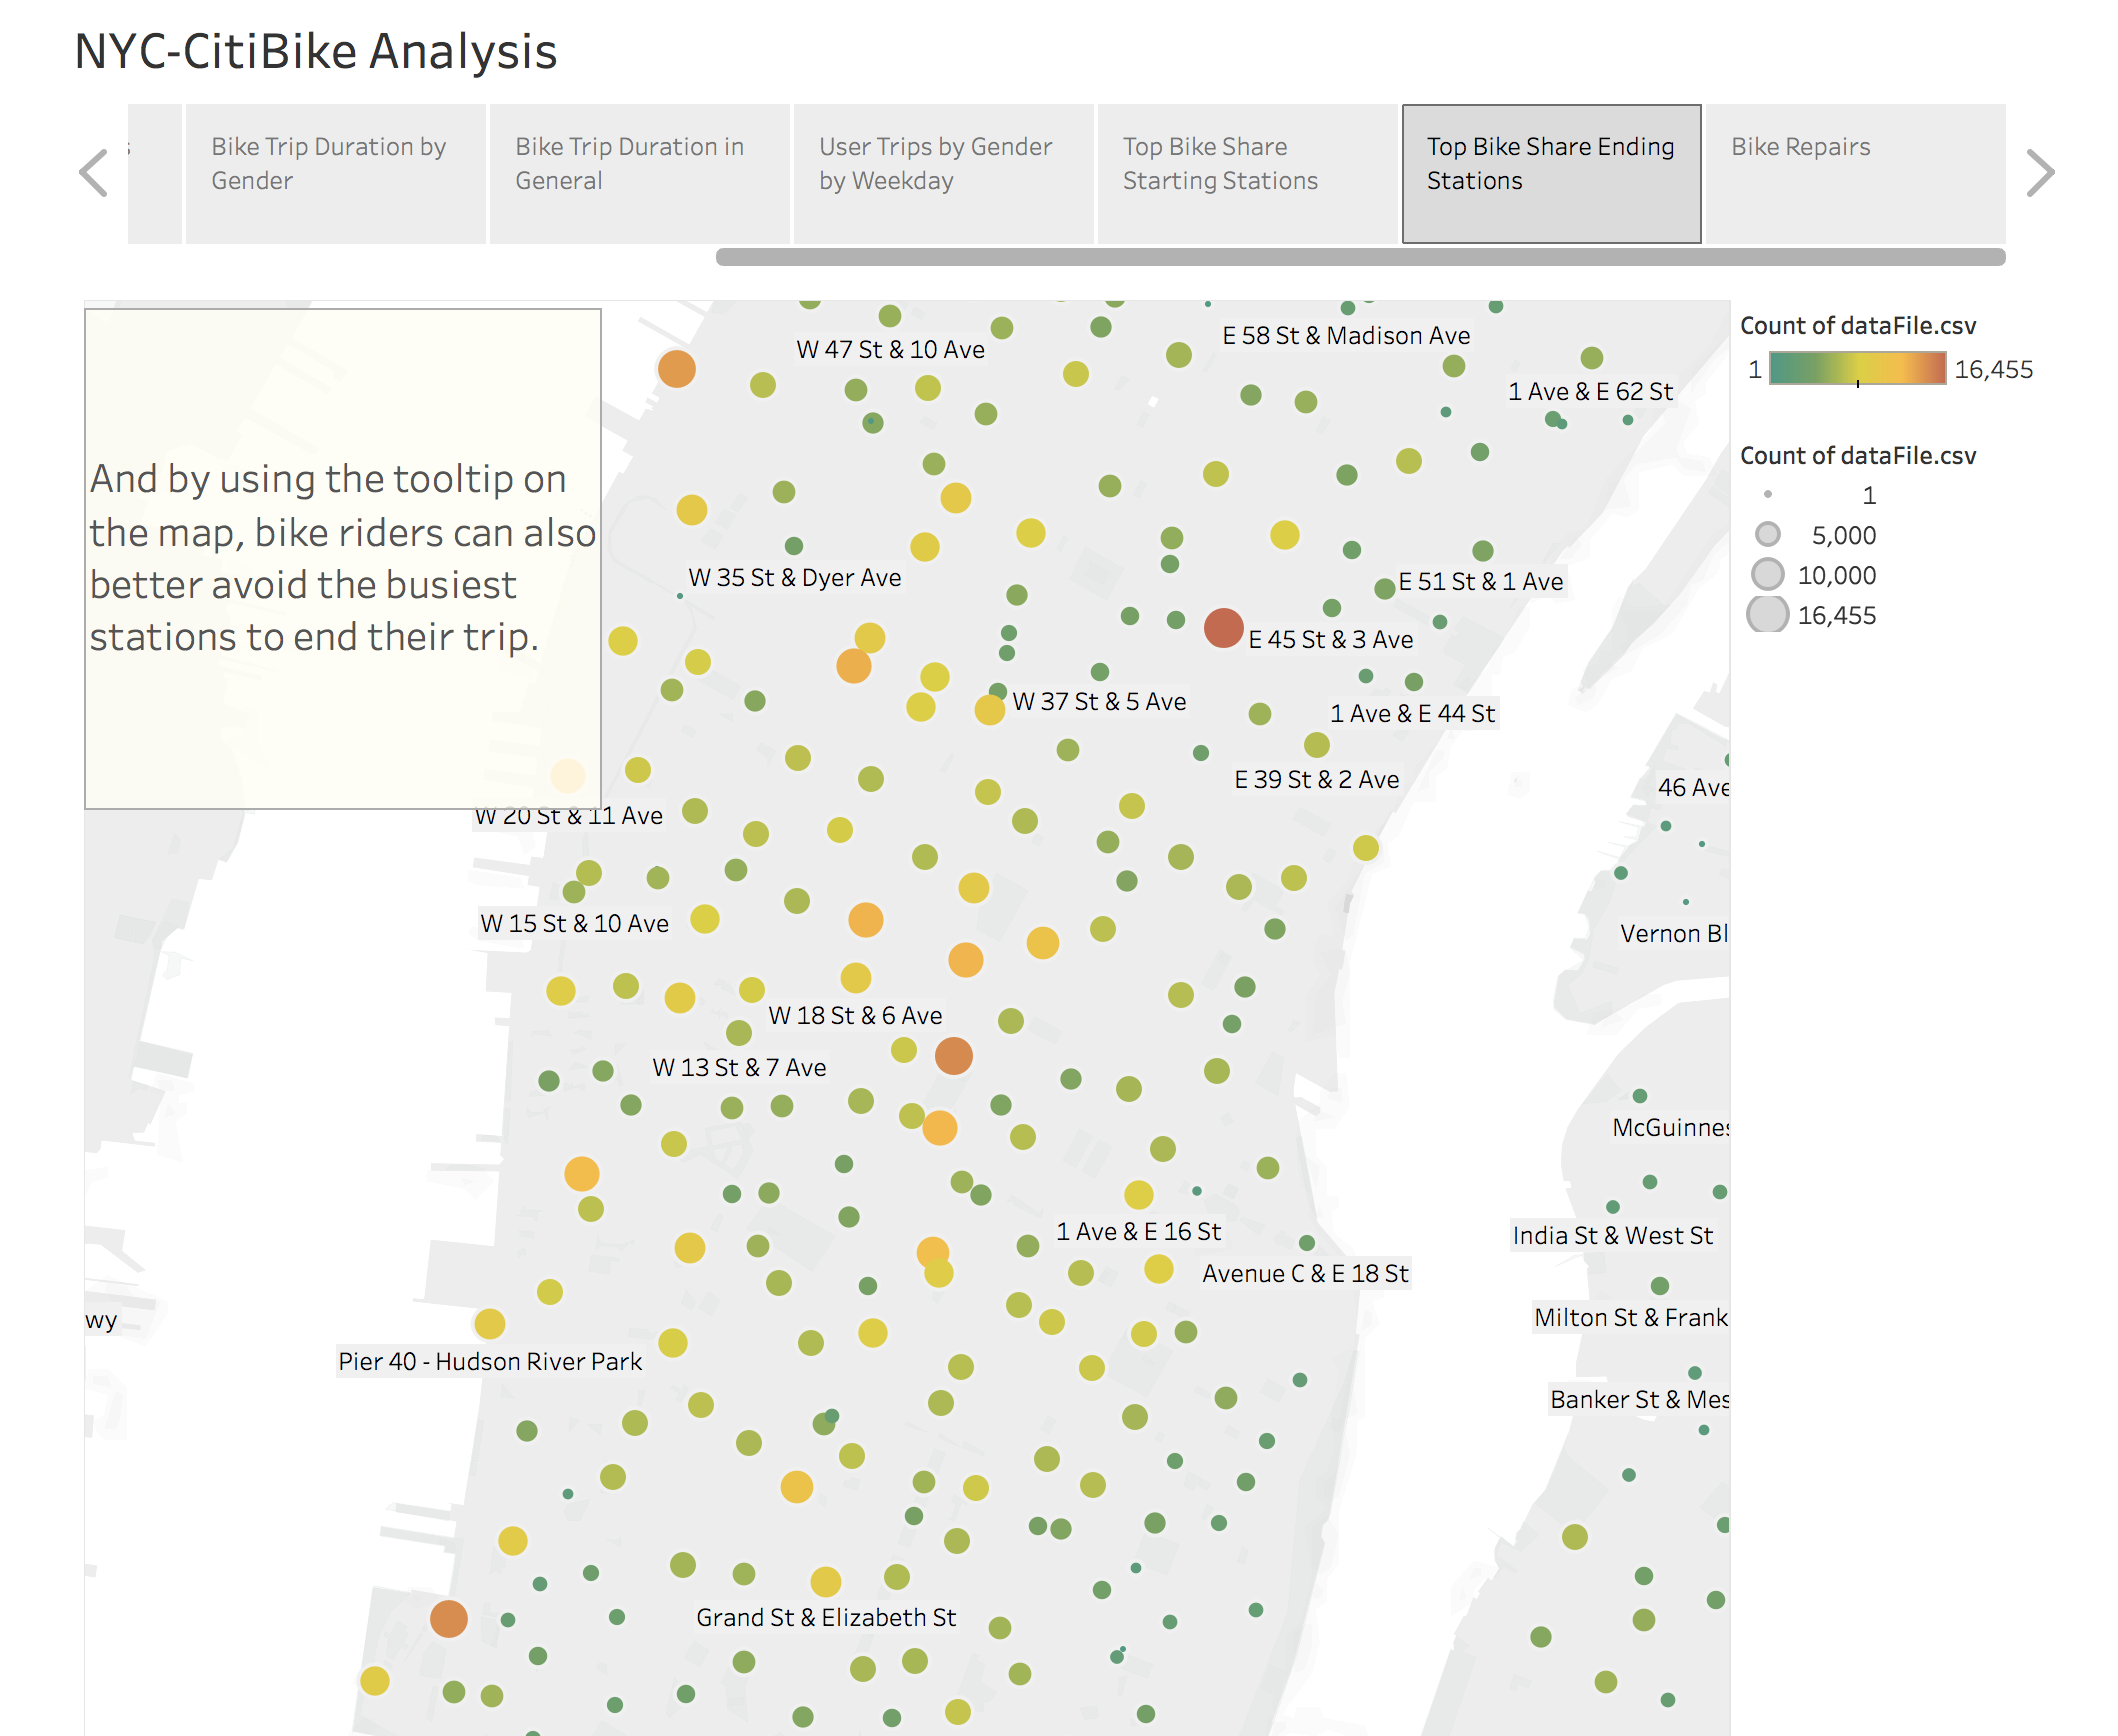 NYC-CitiBike Analysis
Bike Trip Duration by
Gender
Bike Trip Duration in
General
User Trips by Gender
by Weekday
Top Bike Share
Starting Stations
Top Bike Share Ending
Stations
Bike Repairs
And by using the tooltip on
the map, bike riders can also
better avoid the busiest
stations to end their trip.
Count of dataFile.csv
1
16,455
Count of dataFile.csv
1
5,000
10,000
16,455
E 58 St & Madison Ave
W 47 St & 10 Ave
1 Ave & E 62 St
W 35 St & Dyer Ave
E 51 St & 1 Ave
E 45 St & 3 Ave
W 37 St & 5 Ave
1 Ave & E 44 St
E 39 St & 2 Ave
46 Ave
W 20 St & 11 Ave
W 15 St & 10 Ave
Vernon Bl
W 18 St & 6 Ave
W 13 St & 7 Ave
McGuinnes
1 Ave & E 16 St
India St & West St
Avenue C & E 18 St
wy
Milton St & Frank
Pier 40 - Hudson River Park
Banker St & Mes
Grand St & Elizabeth St